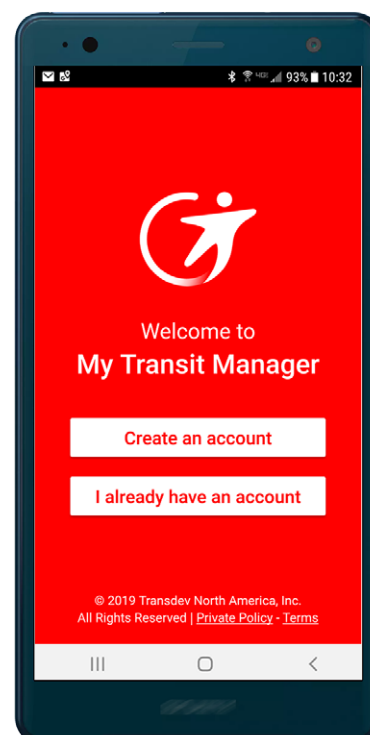 93% 10:32
Welcome to
My Transit Manager
Create an account
I already have an account
© 2019 Transdev North America, Inc.
All Rights Reserved | Private Policy - Terms